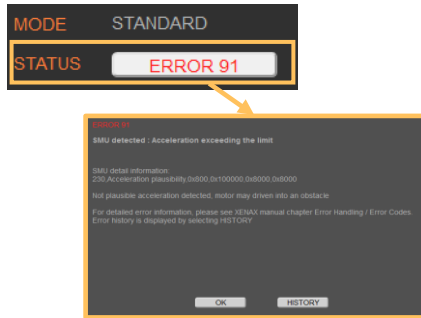 MODE STANDARD
STATUS ERROR 91
ERROR 91
SMU detected : Acceleration exceeding the limit
SMU detail information:
230,Acceleration plausibility,0x800,0x100000,0x8000,0x8000
Not plausible acceleration detected, motor may driven into an obstacle
For detailed error information, please see XENAX manual chapter Error Handling / Error Codes.
Error history is displayed by selecting HISTORY
OK HISTORY